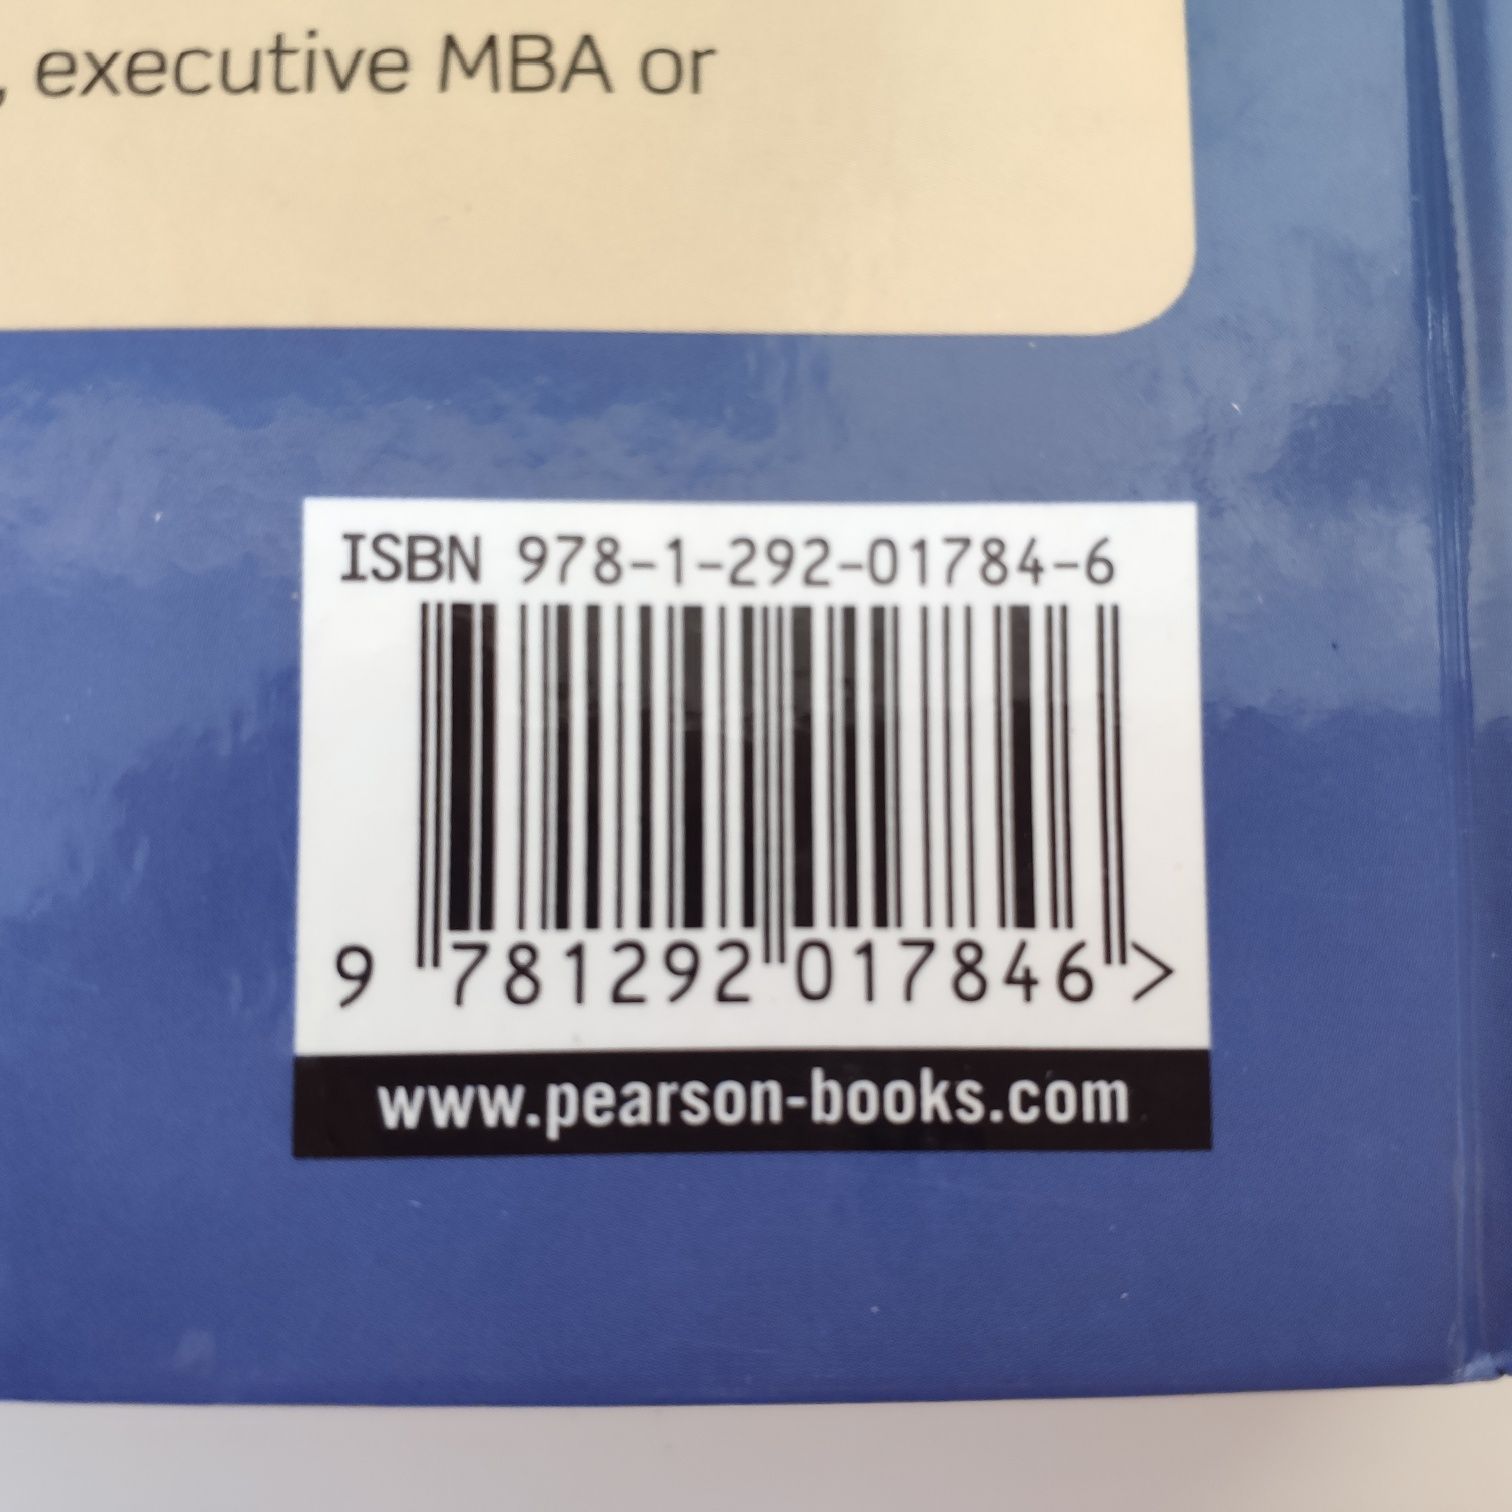 , executive MBA or
ISBN 978-1-292-01784-6
9 781292 017846 >
www.pearson-books.com